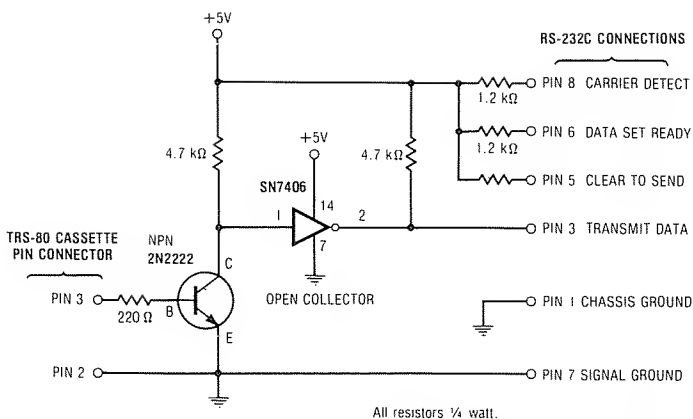 +5V
RS-232C CONNECTIONS
PIN 8 CARRIER DETECT
1.2 kΩ
PIN 6 DATA SET READY
1.2 kΩ
PIN 5 CLEAR TO SEND
4.7 kΩ
+5V
4.7 kΩ
SN7406
14
1
2
7
PIN 3 TRANSMIT DATA
TRS-80 CASSETTE
PIN CONNECTOR
NPN
2N2222
C
OPEN COLLECTOR
PIN 1 CHASSIS GROUND
PIN 3
220 Ω
B
E
PIN 2
PIN 7 SIGNAL GROUND
All resistors ¼ watt.